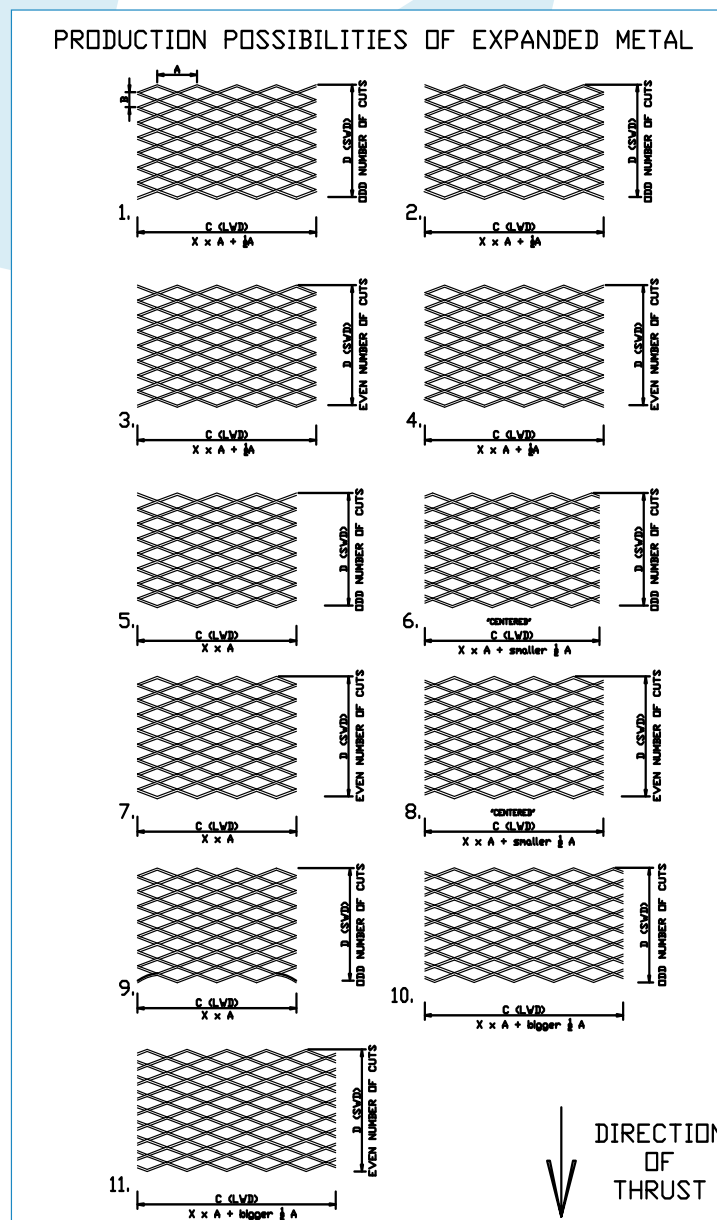 PRODUCTION POSSIBILITIES OF EXPANDED METAL
A
B
D (SWD)
ODD NUMBER OF CUTS
1.
C (LWD)
X x A + ½A
D (SWD)
ODD NUMBER OF CUTS
2.
C (LWD)
X x A + ½A
D (SWD)
EVEN NUMBER OF CUTS
3.
C (LWD)
X x A + ½A
D (SWD)
EVEN NUMBER OF CUTS
4.
C (LWD)
X x A + ½A
D (SWD)
ODD NUMBER OF CUTS
5.
C (LWD)
X x A
D (SWD)
ODD NUMBER OF CUTS
6.
"CENTERED"
C (LWD)
X x A + smaller ½ A
D (SWD)
EVEN NUMBER OF CUTS
7.
C (LWD)
X x A
D (SWD)
EVEN NUMBER OF CUTS
8.
"CENTERED"
C (LWD)
X x A + smaller ½ A
D (SWD)
ODD NUMBER OF CUTS
9.
C (LWD)
X x A
D (SWD)
ODD NUMBER OF CUTS
10.
C (LWD)
X x A + bigger ½ A
D (SWD)
EVEN NUMBER OF CUTS
11.
C (LWD)
X x A + bigger ½ A
DIRECTION
OF
THRUST